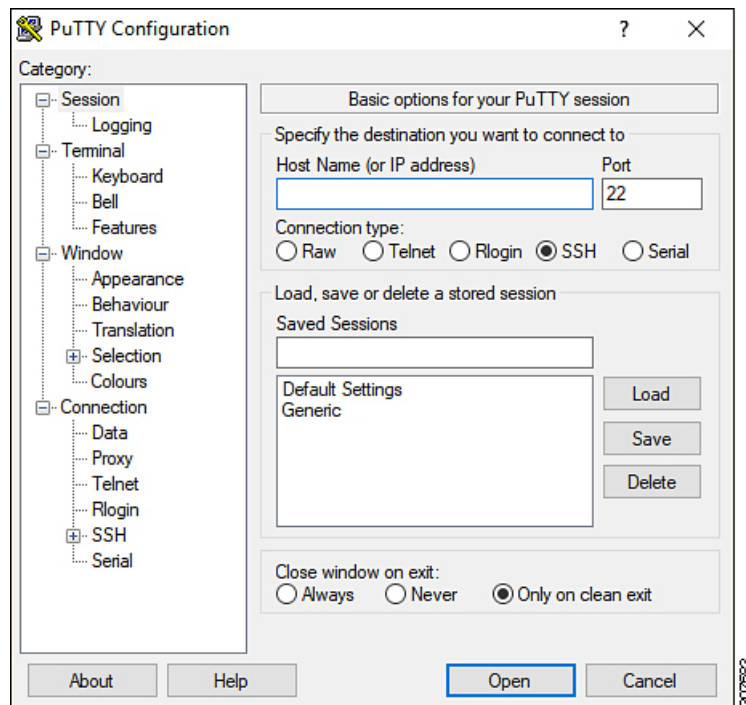 PuTTY Configuration
?
Category:
Session
Logging
Terminal
Keyboard
Bell
Features
Window
Appearance
Behaviour
Translation
Selection
Colours
Connection
Data
Proxy
Telnet
Rlogin
SSH
Serial
Basic options for your PuTTY session
Specify the destination you want to connect to
Host Name (or IP address) Port
22
Connection type:
Raw Telnet Rlogin SSH Serial
Load, save or delete a stored session
Saved Sessions
Default Settings
Generic
Load
Save
Delete
Close window on exit:
Always Never Only on clean exit
About Help Open Cancel